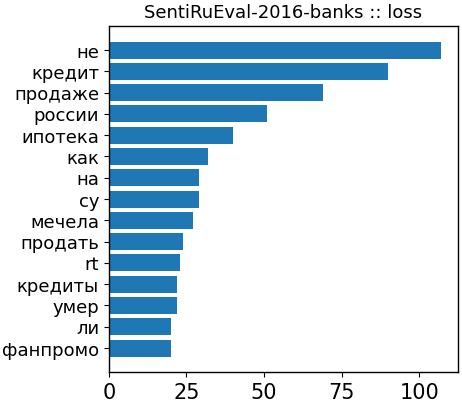 SentiRuEval-2016-banks :: loss
не
кредит
продаже
россии
ипотека
как
на
су
мечела
продать
rt
кредиты
умер
ли
фанпромо
0 25 50 75 100